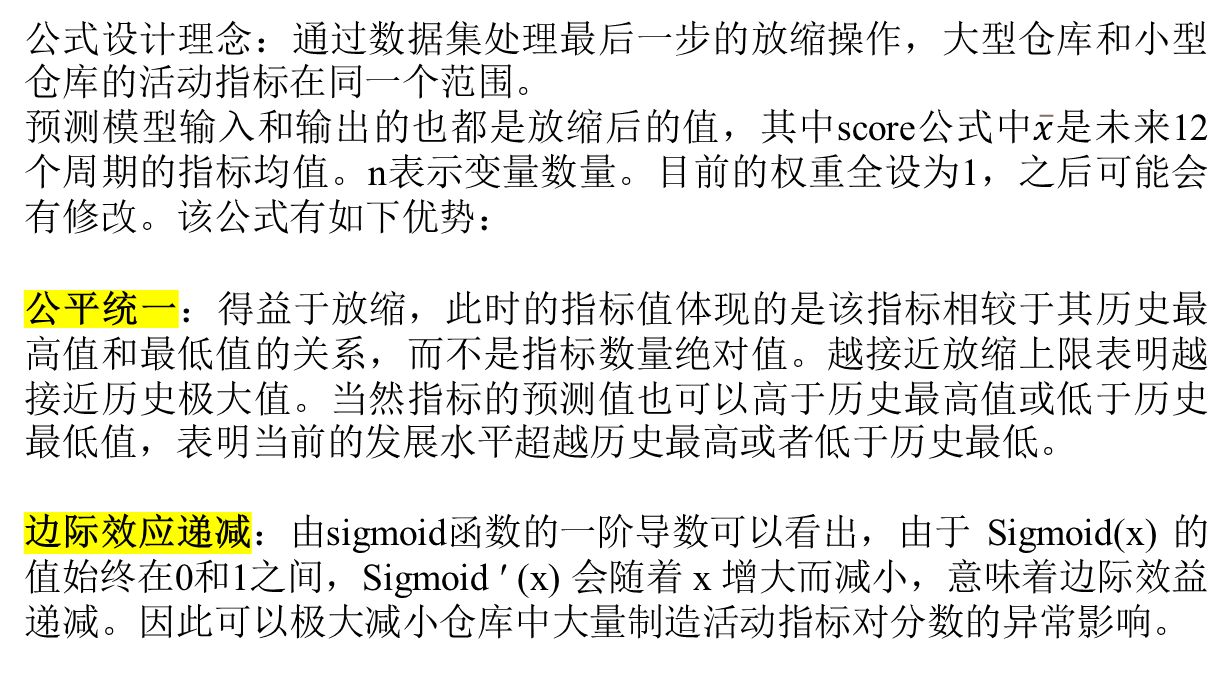 公式设计理念：通过数据集处理最后一步的放缩操作，大型仓库和小型
仓库的活动指标在同一个范围。
预测模型输入和输出的也都是放缩后的值，其中score公式中x̄是未来12
个周期的指标均值。n表示变量数量。目前的权重全设为1，之后可能会
有修改。该公式有如下优势：
公平统一：得益于放缩，此时的指标值体现的是该指标相较于其历史最
高值和最低值的关系，而不是指标数量绝对值。越接近放缩上限表明越
接近历史极大值。当然指标的预测值也可以高于历史最高值或低于历史
最低值，表明当前的发展水平超越历史最高或者低于历史最低。
边际效应递减：由sigmoid函数的一阶导数可以看出，由于 Sigmoid(x) 的
值始终在0和1之间，Sigmoid ′ (x) 会随着 x 增大而减小，意味着边际效益
递减。因此可以极大减小仓库中大量制造活动指标对分数的异常影响。